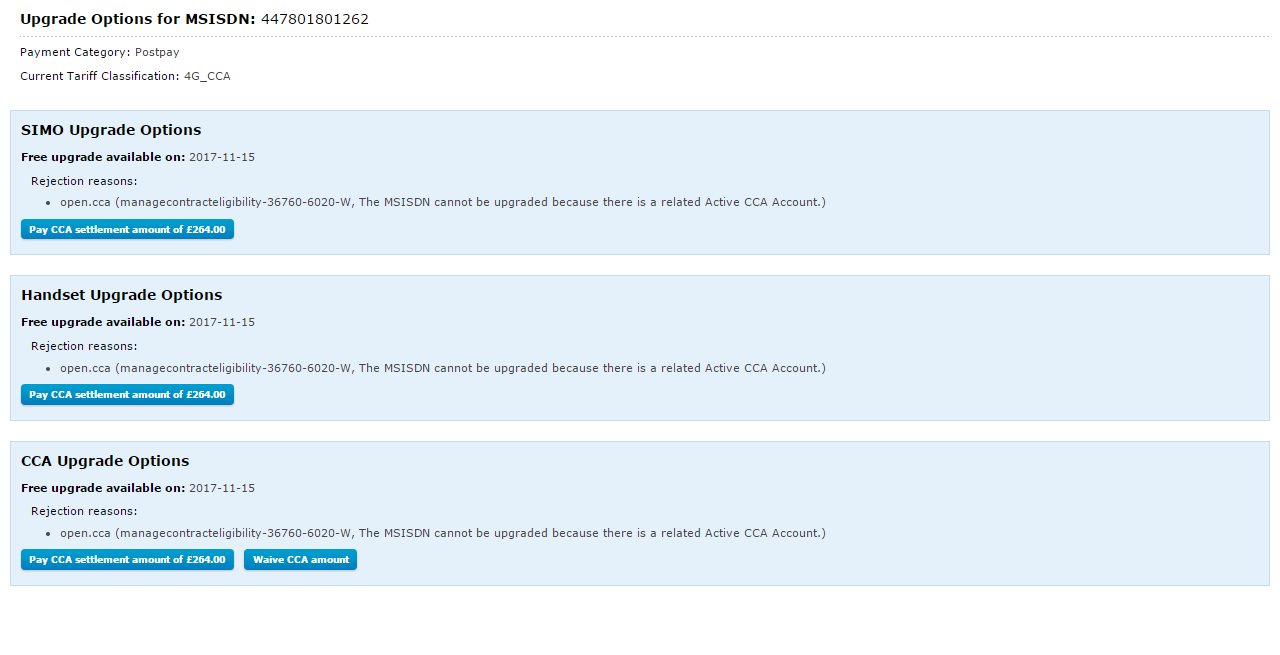 Upgrade Options for MSISDN: 447801801262
Payment Category: Postpay
Current Tariff Classification: 4G_CCA
SIMO Upgrade Options
Free upgrade available on: 2017-11-15
Rejection reasons:
• open.cca (managecontracteligibility-36760-6020-W, The MSISDN cannot be upgraded because there is a related Active CCA Account.)
Pay CCA settlement amount of £264.00
Handset Upgrade Options
Free upgrade available on: 2017-11-15
Rejection reasons:
• open.cca (managecontracteligibility-36760-6020-W, The MSISDN cannot be upgraded because there is a related Active CCA Account.)
Pay CCA settlement amount of £264.00
CCA Upgrade Options
Free upgrade available on: 2017-11-15
Rejection reasons:
• open.cca (managecontracteligibility-36760-6020-W, The MSISDN cannot be upgraded because there is a related Active CCA Account.)
Pay CCA settlement amount of £264.00 Waive CCA amount